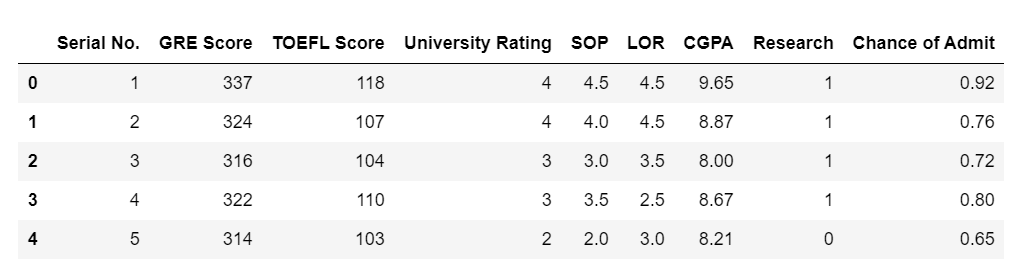 Serial No. GRE Score TOEFL Score University Rating SOP LOR CGPA Research Chance of Admit
0 1 337 118 4 4.5 4.5 9.65 1 0.92
1 2 324 107 4 4.0 4.5 8.87 1 0.76
2 3 316 104 3 3.0 3.5 8.00 1 0.72
3 4 322 110 3 3.5 2.5 8.67 1 0.80
4 5 314 103 2 2.0 3.0 8.21 0 0.65